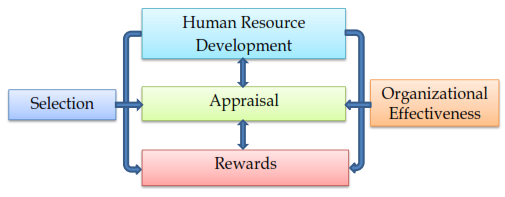 Human Resource
Development
Selection
Appraisal
Organizational
Effectiveness
Rewards